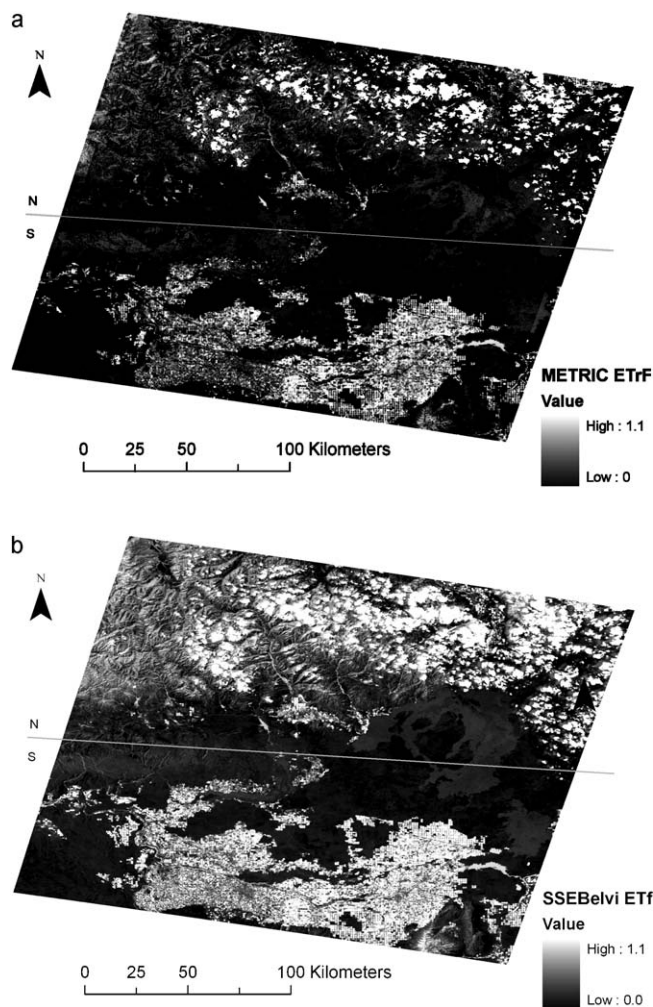 a
N
N
S
METRIC ETrF
Value
High : 1.1
Low : 0
0 25 50 100 Kilometers
b
N
N
S
SSEBelvi ETf
Value
High : 1.1
Low : 0.0
0 25 50 100 Kilometers